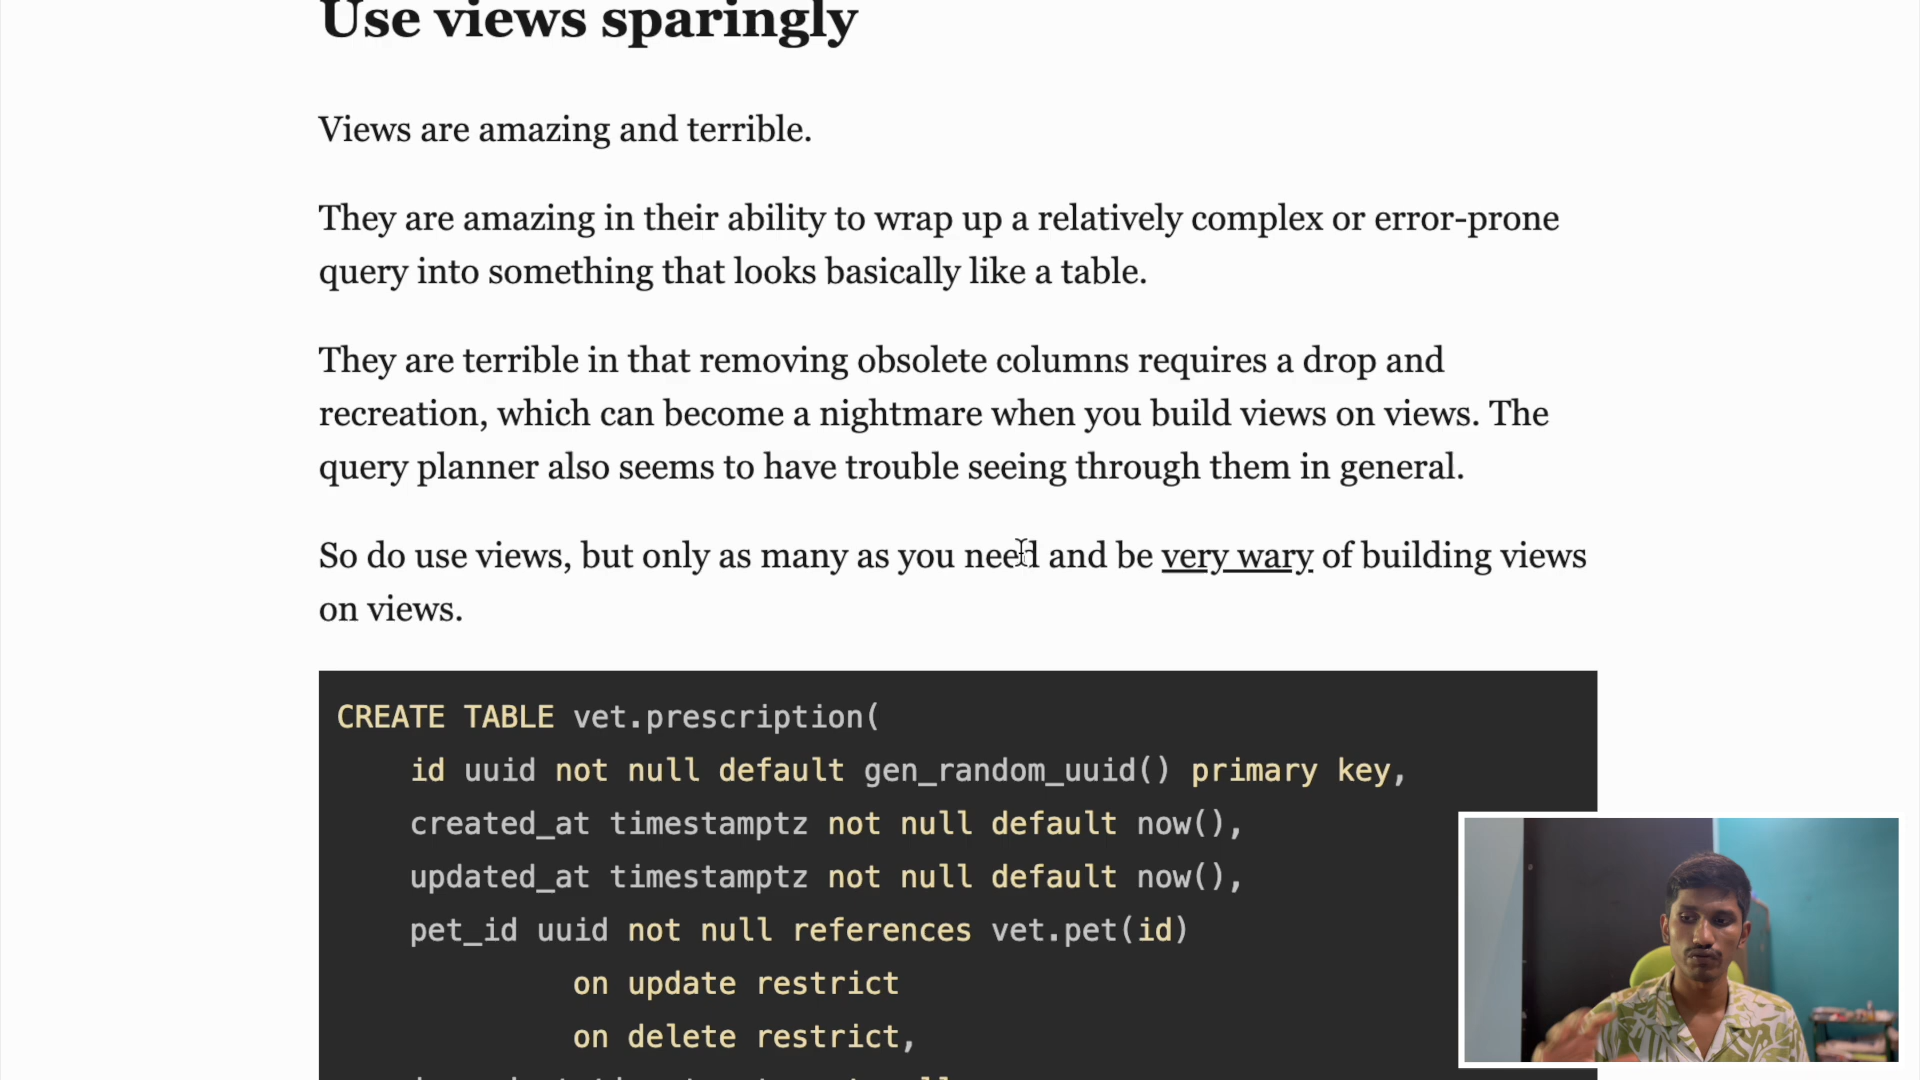 Use views sparingly
Views are amazing and terrible.
They are amazing in their ability to wrap up a relatively complex or error-prone
query into something that looks basically like a table.
They are terrible in that removing obsolete columns requires a drop and
recreation, which can become a nightmare when you build views on views. The
query planner also seems to have trouble seeing through them in general.
So do use views, but only as many as you need and be very wary of building views
on views.
CREATE TABLE vet.prescription(
    id uuid not null default gen_random_uuid() primary key,
    created_at timestamptz not null default now(),
    updated_at timestamptz not null default now(),
    pet_id uuid not null references vet.pet(id)
             on update restrict
             on delete restrict,